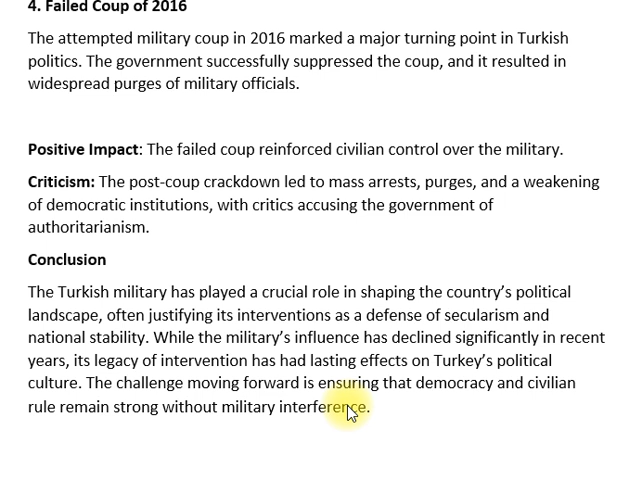 4. Failed Coup of 2016
The attempted military coup in 2016 marked a major turning point in Turkish
politics. The government successfully suppressed the coup, and it resulted in
widespread purges of military officials.
Positive Impact: The failed coup reinforced civilian control over the military.
Criticism: The post-coup crackdown led to mass arrests, purges, and a weakening
of democratic institutions, with critics accusing the government of
authoritarianism.
Conclusion
The Turkish military has played a crucial role in shaping the country’s political
landscape, often justifying its interventions as a defense of secularism and
national stability. While the military’s influence has declined significantly in recent
years, its legacy of intervention has had lasting effects on Turkey’s political
culture. The challenge moving forward is ensuring that democracy and civilian
rule remain strong without military interference.